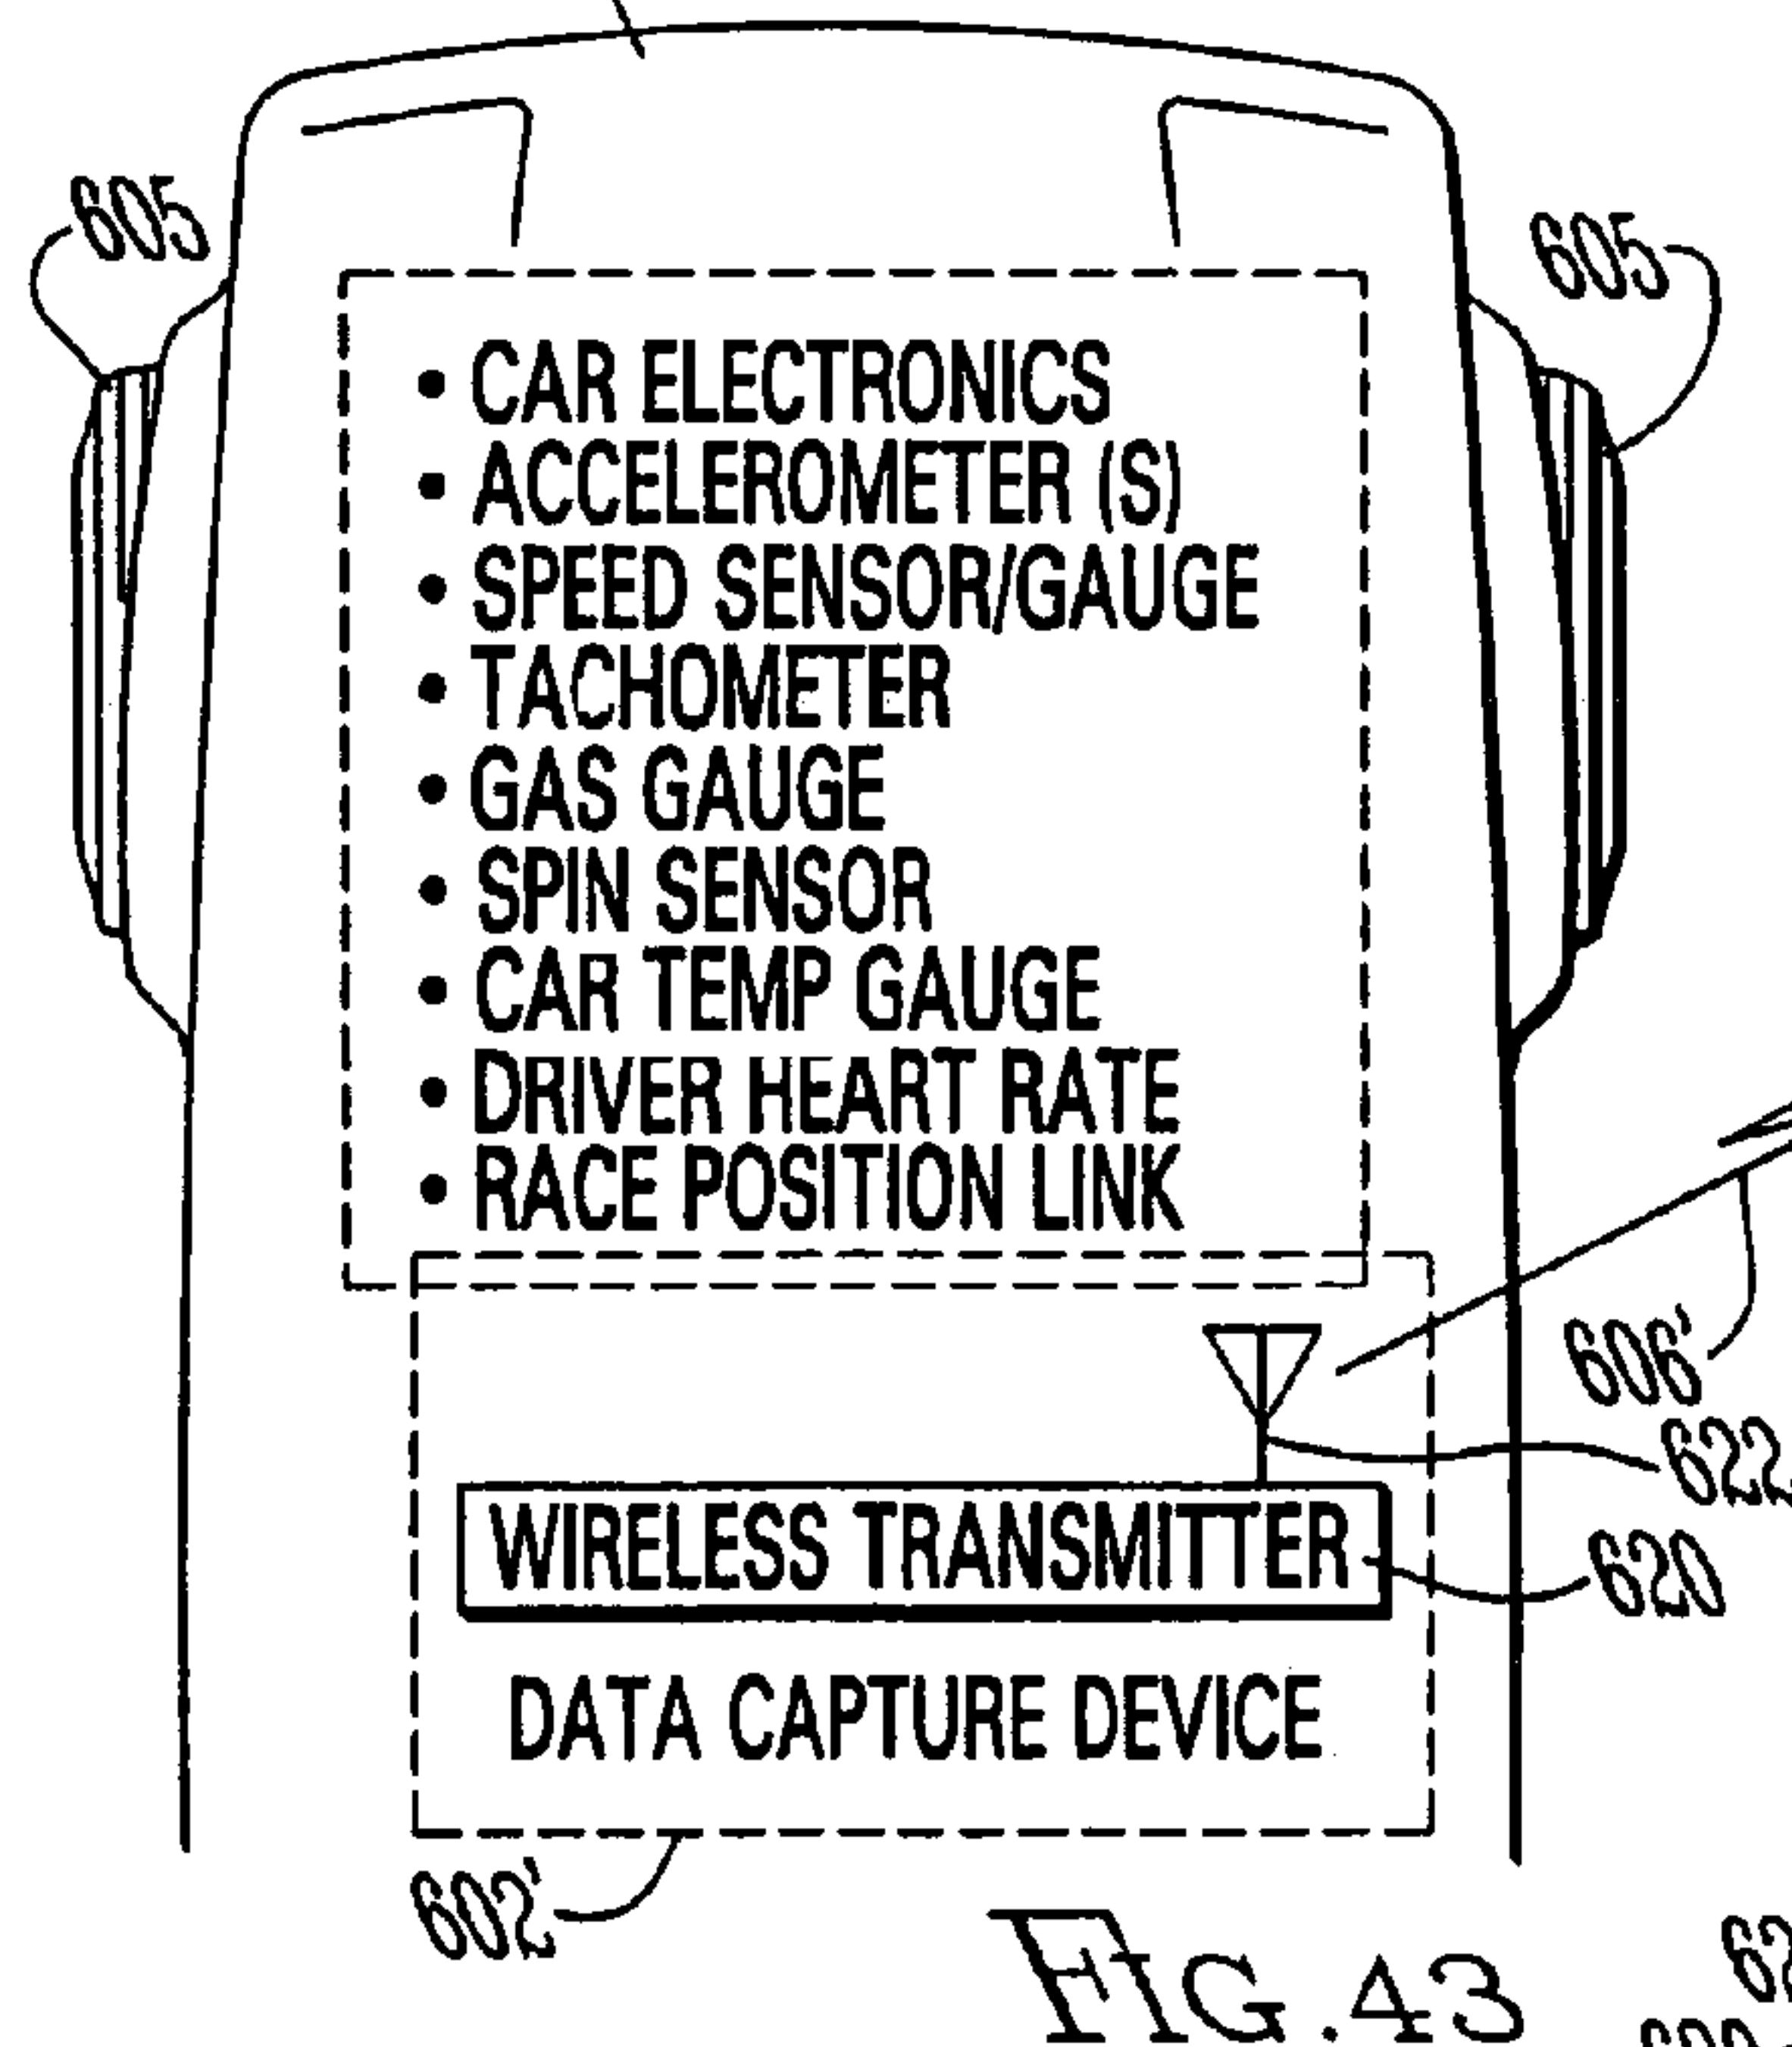 605
605
• CAR ELECTRONICS
• ACCELEROMETER (S)
• SPEED SENSOR/GAUGE
• TACHOMETER
• GAS GAUGE
• SPIN SENSOR
• CAR TEMP GAUGE
• DRIVER HEART RATE
• RACE POSITION LINK
606'
622
WIRELESS TRANSMITTER
620
DATA CAPTURE DEVICE
602'
FIG.43